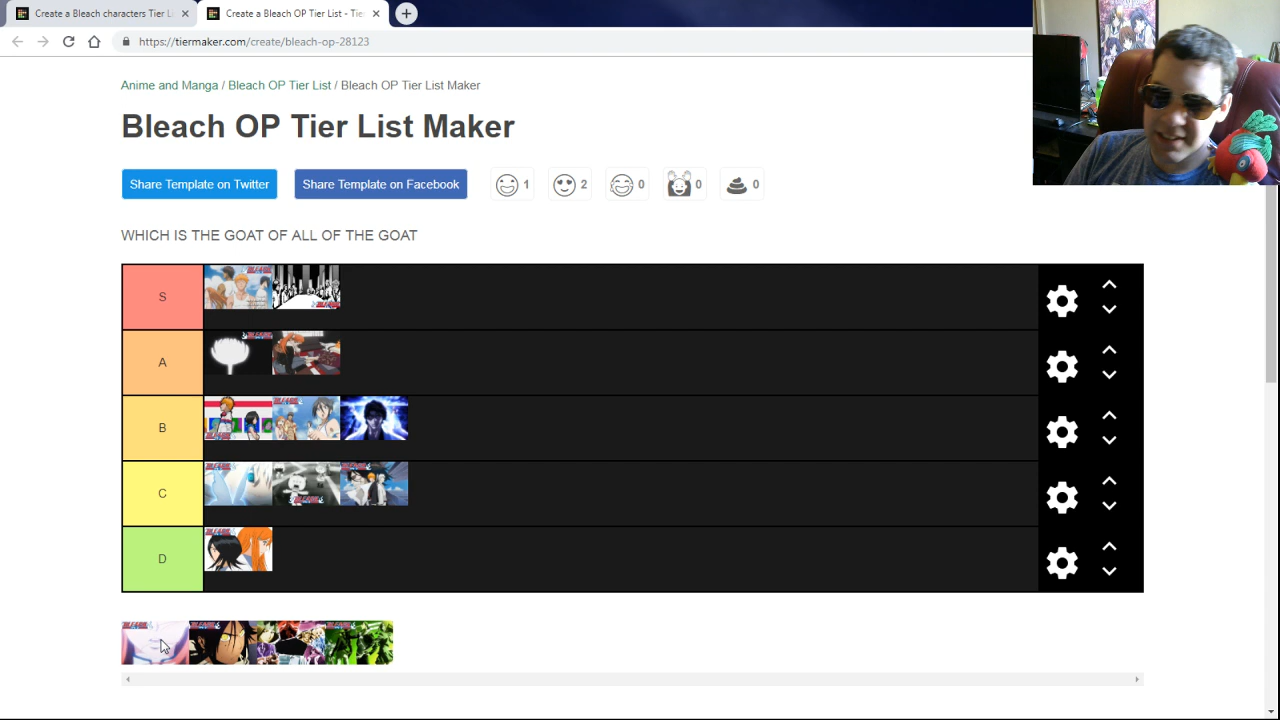 Create a Bleach characters Tier Li
Create a Bleach OP Tier List - Tie
https://tiermaker.com/create/bleach-op-28123
Anime and Manga / Bleach OP Tier List / Bleach OP Tier List Maker
Bleach OP Tier List Maker
Share Template on Twitter
Share Template on Facebook
1
2
0
0
0
WHICH IS THE GOAT OF ALL OF THE GOAT
S
A
B
C
D